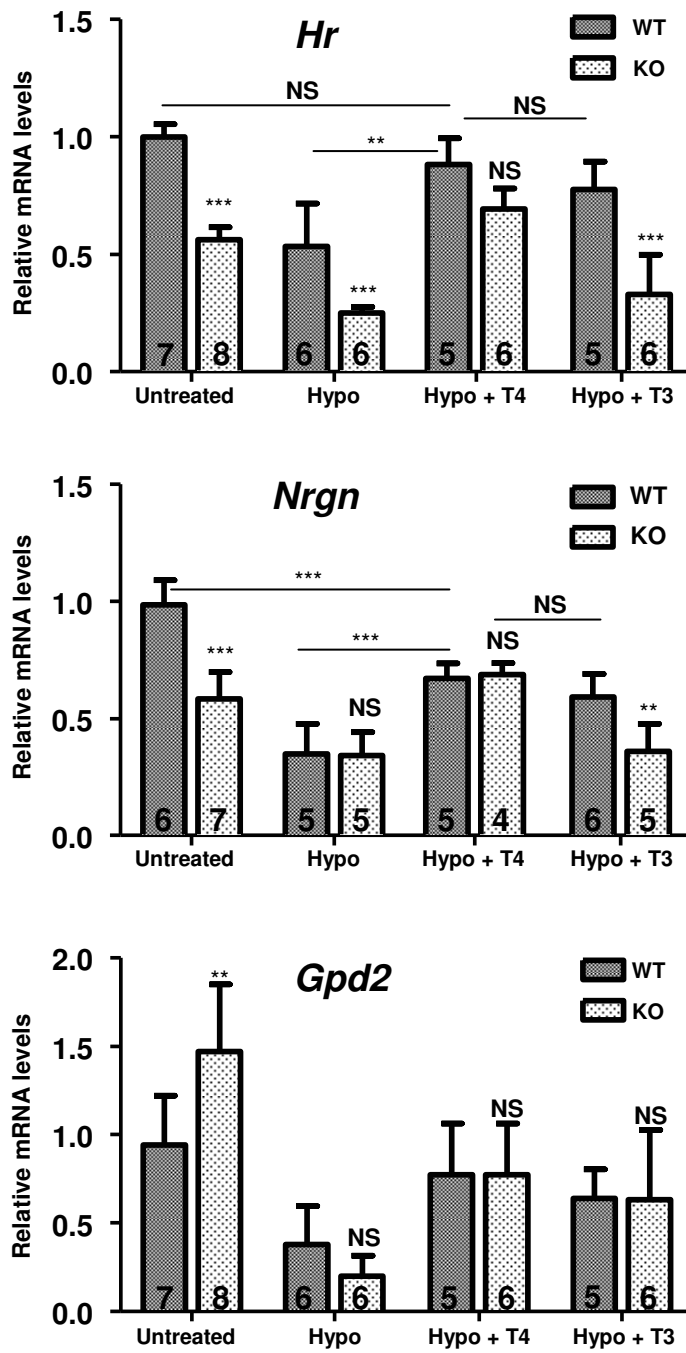 Hr
WT
KO
Relative mRNA levels
1.5
1.0
0.5
0.0
NS
NS
**
NS
***
***
***
7 8 6 6 5 6 5 6
Untreated Hypo Hypo + T4 Hypo + T3
Nrgn
WT
KO
Relative mRNA levels
1.5
1.0
0.5
0.0
***
NS
***
NS
***
NS
**
6 7 5 5 5 4 6 5
Untreated Hypo Hypo + T4 Hypo + T3
Gpd2
WT
KO
Relative mRNA levels
2.0
1.5
1.0
0.5
0.0
**
NS
NS
NS
7 8 6 6 5 6 5 6
Untreated Hypo Hypo + T4 Hypo + T3